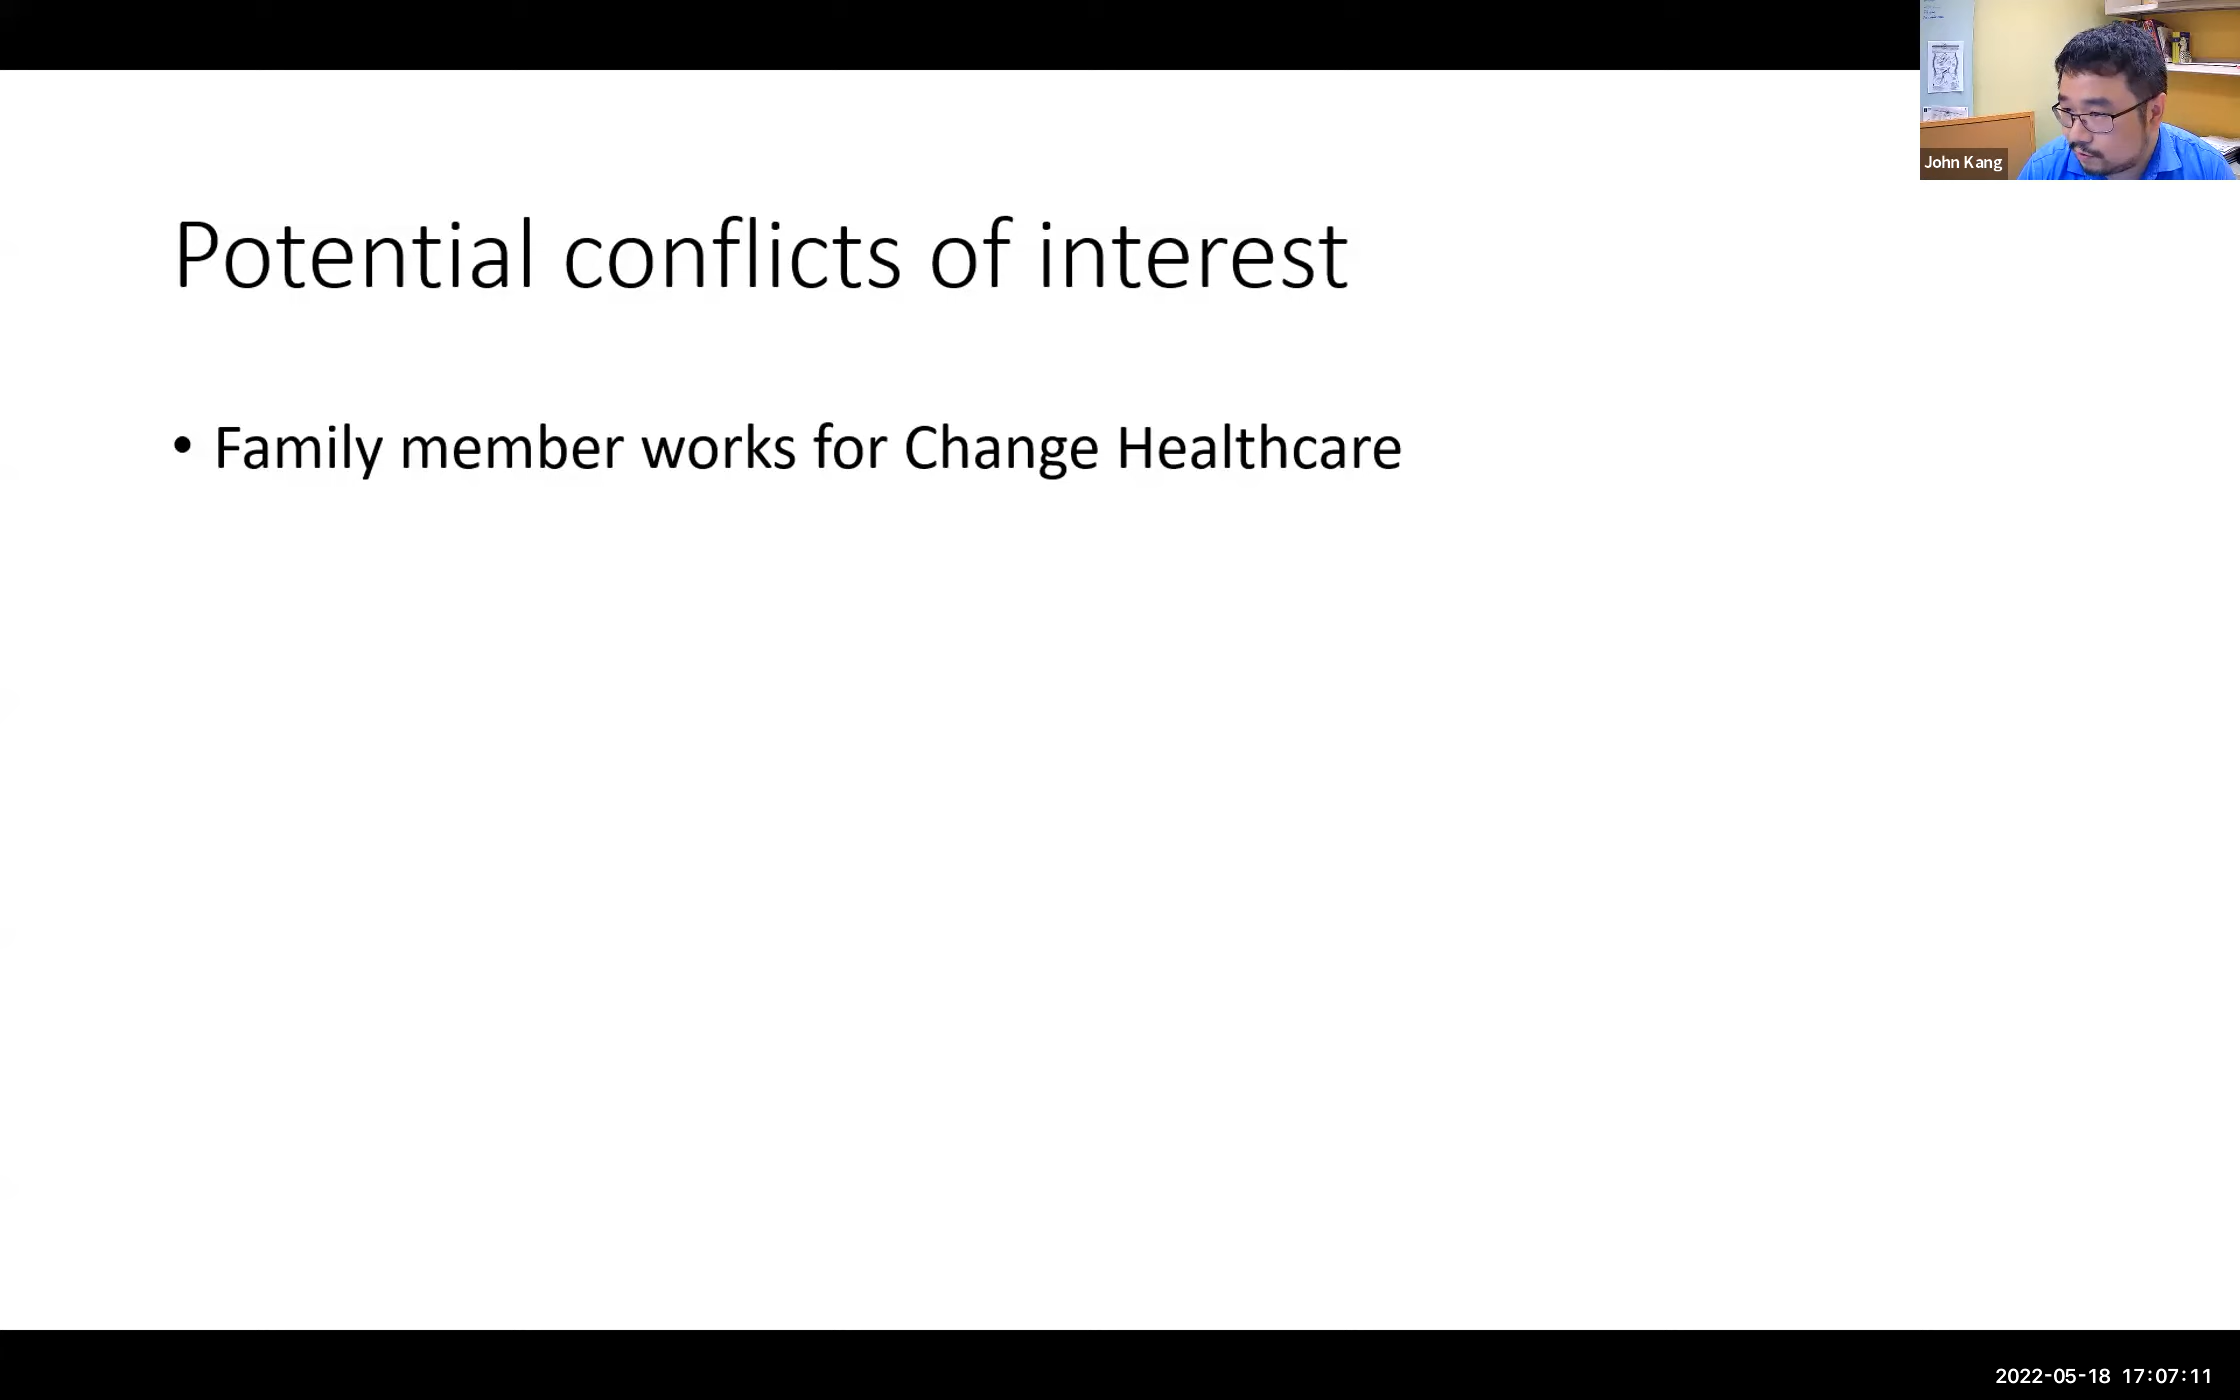 John Kang
Potential conflicts of interest
• Family member works for Change Healthcare
2022-05-18 17:07:11